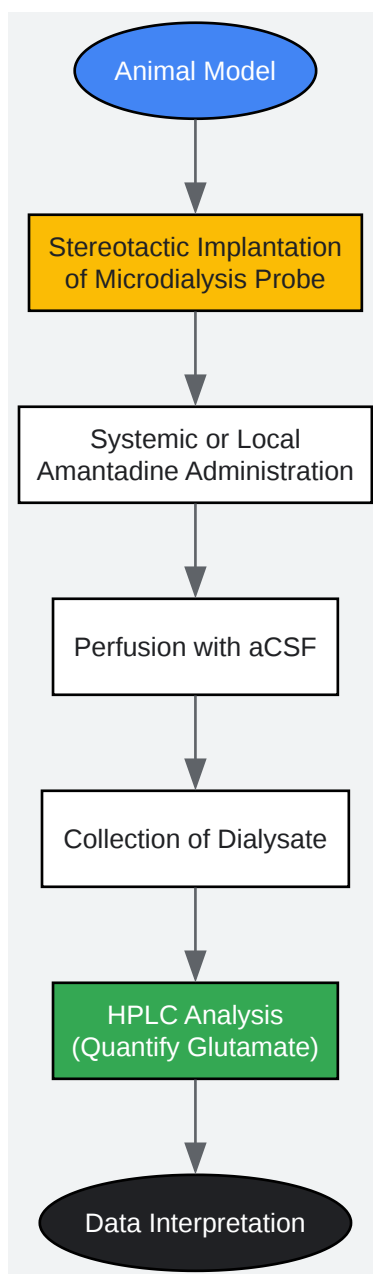 Animal Model
Stereotactic Implantation
of Microdialysis Probe
Systemic or Local
Amantadine Administration
Perfusion with aCSF
Collection of Dialysate
HPLC Analysis
(Quantify Glutamate)
Data Interpretation